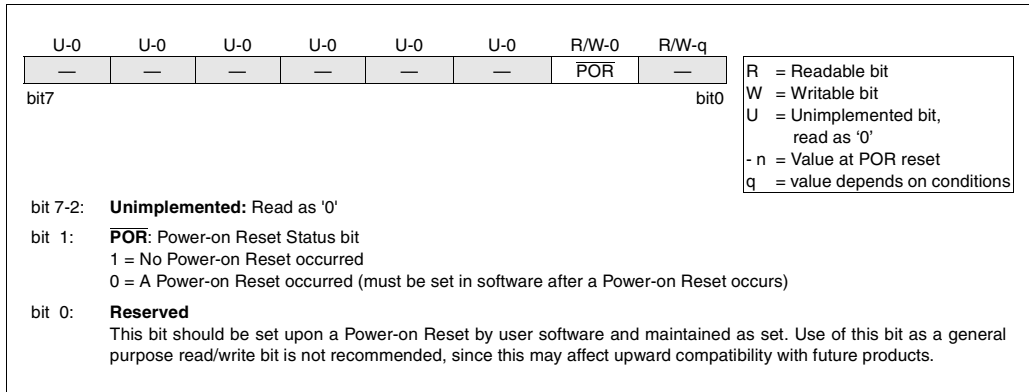 U-0 U-0 U-0 U-0 U-0 U-0 R/W-0 R/W-q
— — — — — — POR —
bit7 bit0
R = Readable bit
W = Writable bit
U = Unimplemented bit,
read as ‘0’
- n = Value at POR reset
q = value depends on conditions
bit 7-2: Unimplemented: Read as '0'
bit 1: POR: Power-on Reset Status bit
1 = No Power-on Reset occurred
0 = A Power-on Reset occurred (must be set in software after a Power-on Reset occurs)
bit 0: Reserved
This bit should be set upon a Power-on Reset by user software and maintained as set. Use of this bit as a general
purpose read/write bit is not recommended, since this may affect upward compatibility with future products.